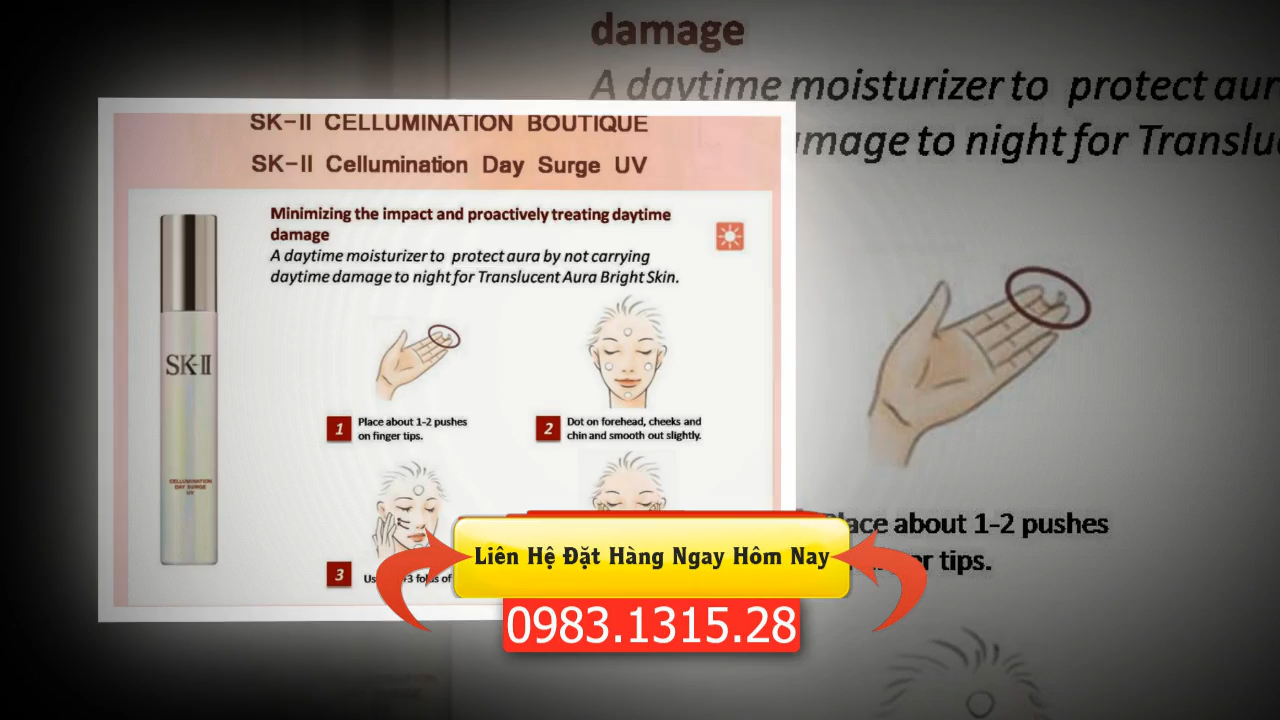 damage
A daytime moisturizer to protect aur
mage to night for Translu
SK-II CELLUMINATION BOUTIQUE
SK-II Cellumination Day Surge UV
Minimizing the impact and proactively treating daytime
damage
A daytime moisturizer to protect aura by not carrying
daytime damage to night for Translucent Aura Bright Skin.
SK-II
CELLUMINATION
DAY SURGE
UV
1 Place about 1-2 pushes
on finger tips.
2 Dot on forehead, cheeks and
chin and smooth out slightly.
3
of
lace about 1-2 pushes
tips.
Liên Hệ Đặt Hàng Ngay Hôm Nay
0983.1315.28